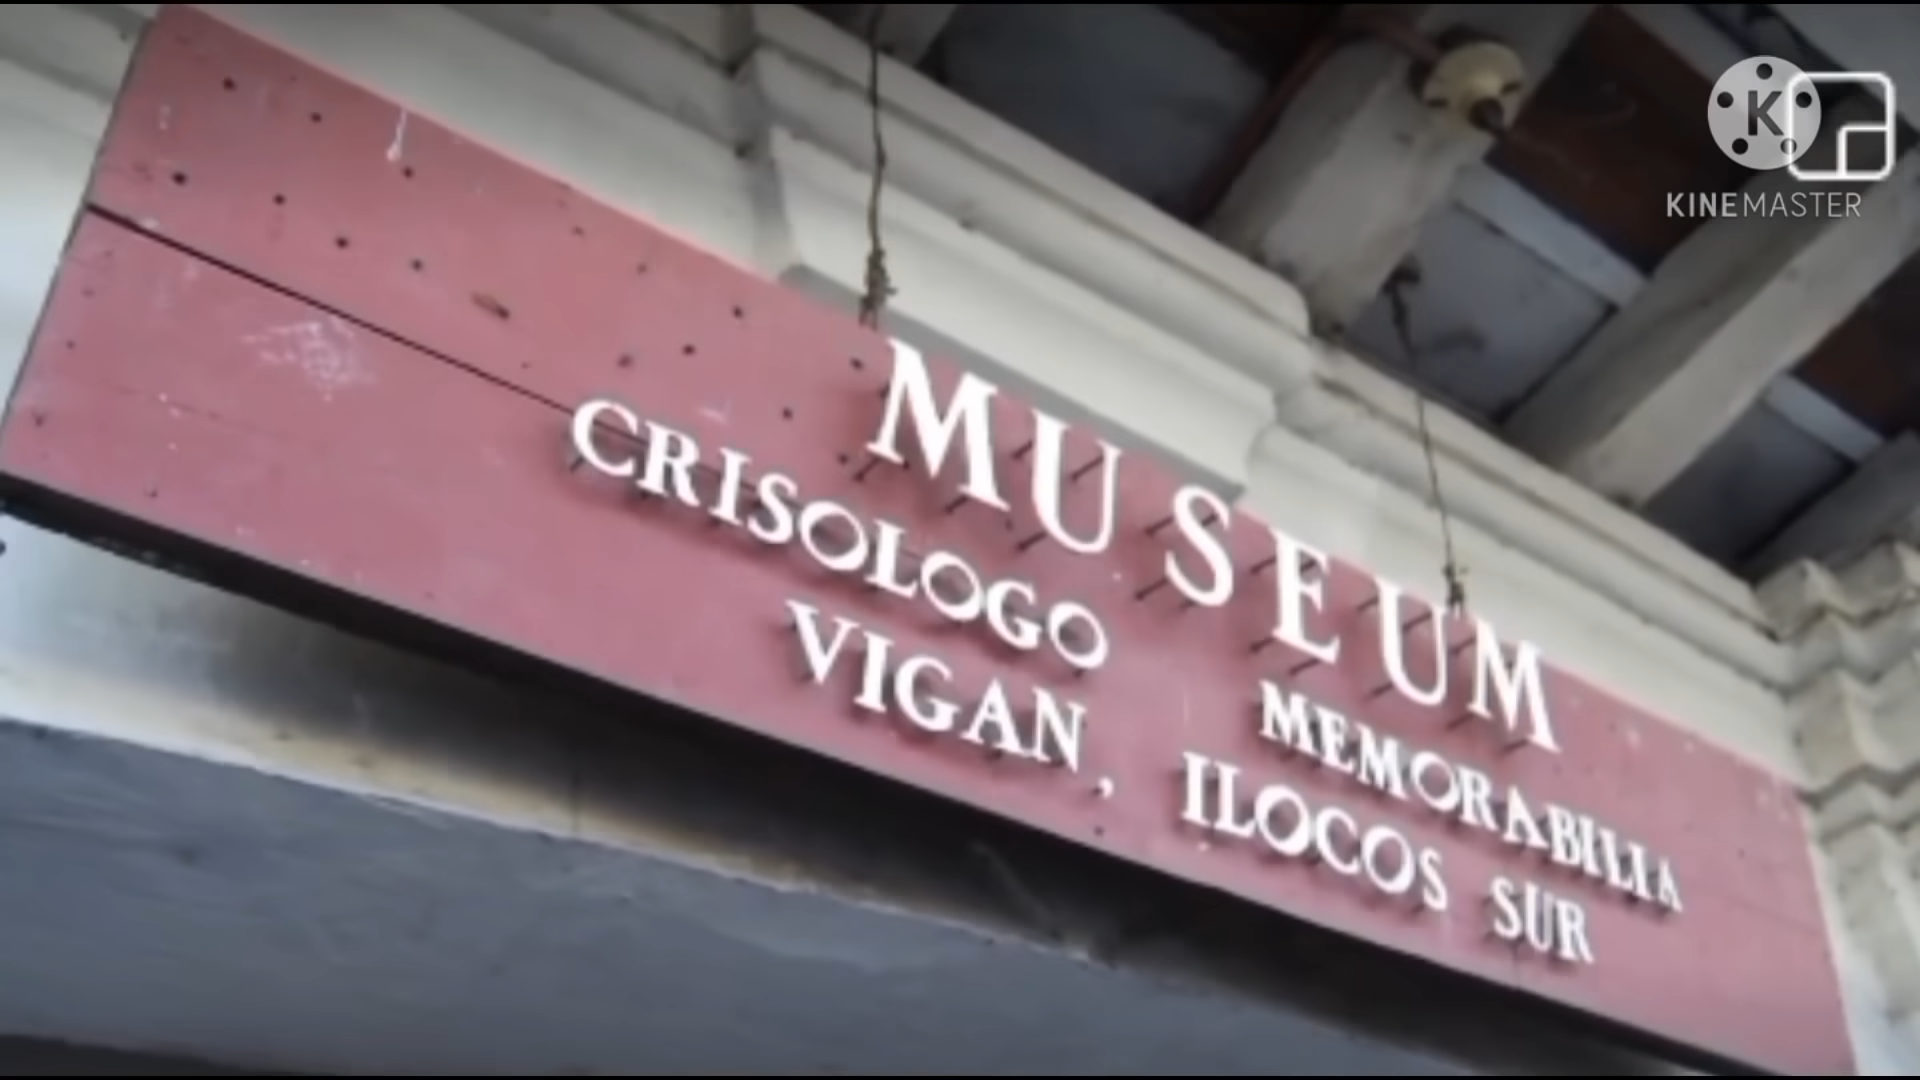 MUSEUM
CRISOLOGO MEMORABILIA
VIGAN, ILOCOS SUR
K
KINEMASTER